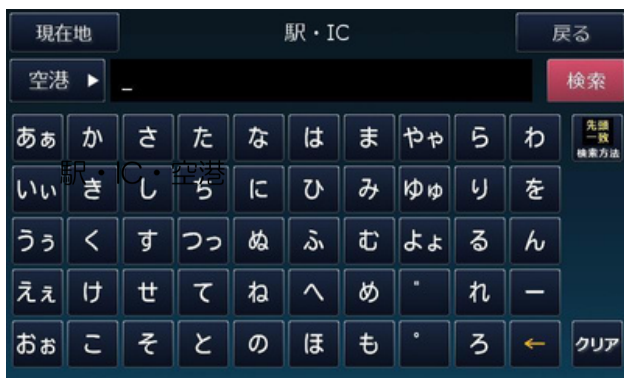 現在地 駅・IC 戻る
空港 ▶ _ 検索
あぁ か さ た な は ま やゃ ら わ 先頭一致 検索方法
駅・IC・空港
いぃ き し ち に ひ み ゆゅ り を
うぅ く す つっ ぬ ふ む よょ る ん
えぇ け せ て ね へ め ゛ れ ー
おぉ こ そ と の ほ も ゜ ろ ← クリア